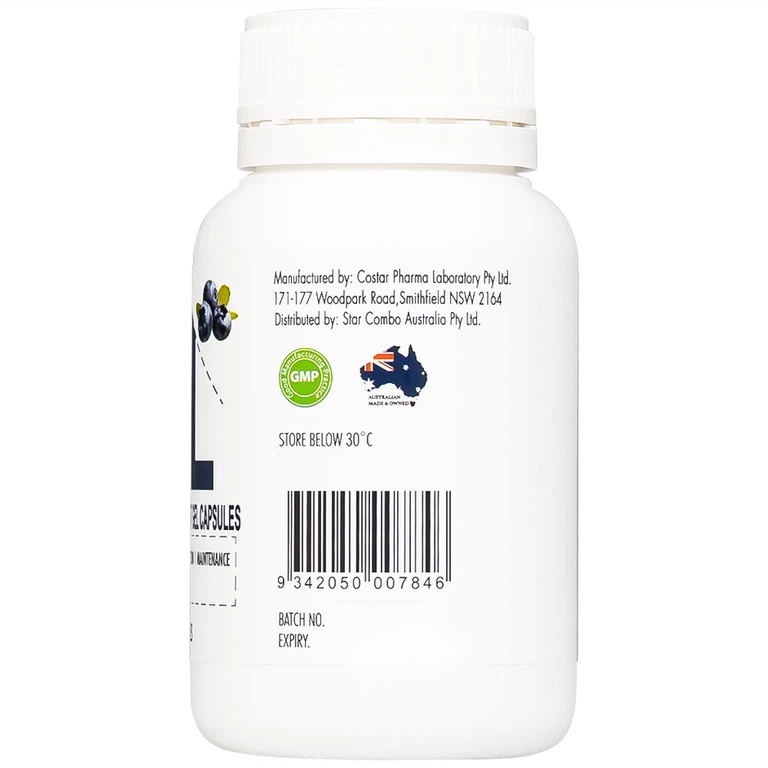 Manufactured by: Costar Pharma Laboratory Pty Ltd.
171-177 Woodpark Road,Smithfield NSW 2164
Distributed by: Star Combo Australia Pty Ltd.
Good Manufacturing Practice
GMP
AUSTRALIAN
MADE & OWNED
STORE BELOW 30°C
GEL CAPSULES
MAINTENANCE
9 342050 007846
BATCH NO.
EXPIRY.